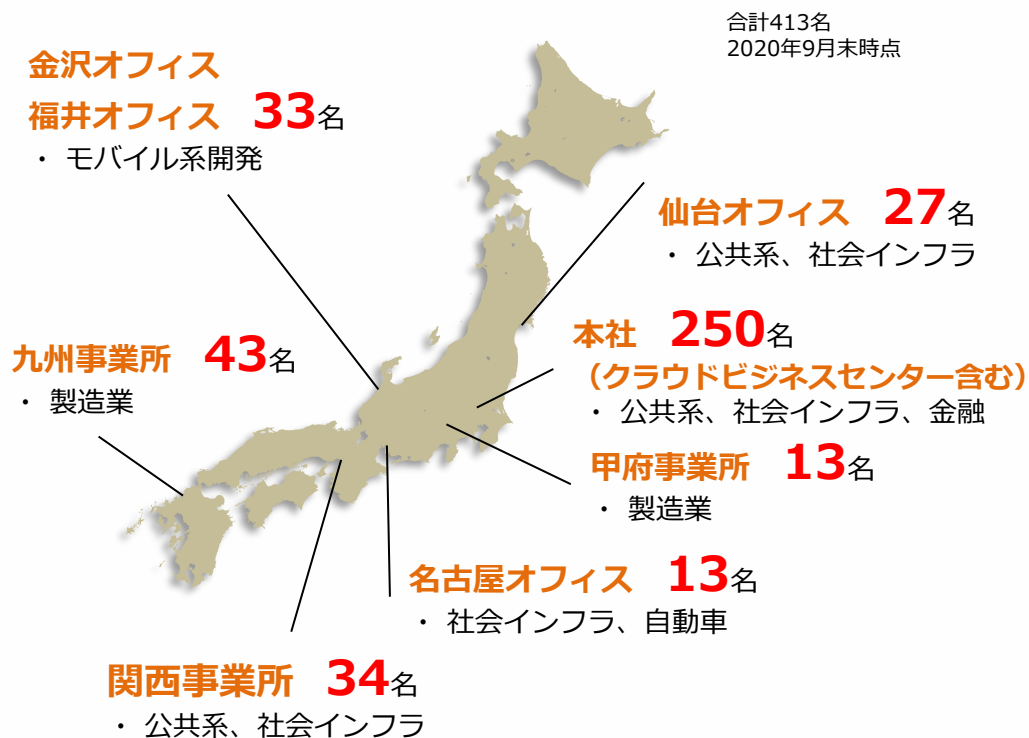 合計413名
2020年9月末時点
金沢オフィス
福井オフィス 33名
・ モバイル系開発
仙台オフィス 27名
・ 公共系、社会インフラ
本社 250名
（クラウドビジネスセンター含む）
・ 公共系、社会インフラ、金融
九州事業所 43名
・ 製造業
甲府事業所 13名
・ 製造業
名古屋オフィス 13名
・ 社会インフラ、自動車
関西事業所 34名
・ 公共系、社会インフラ